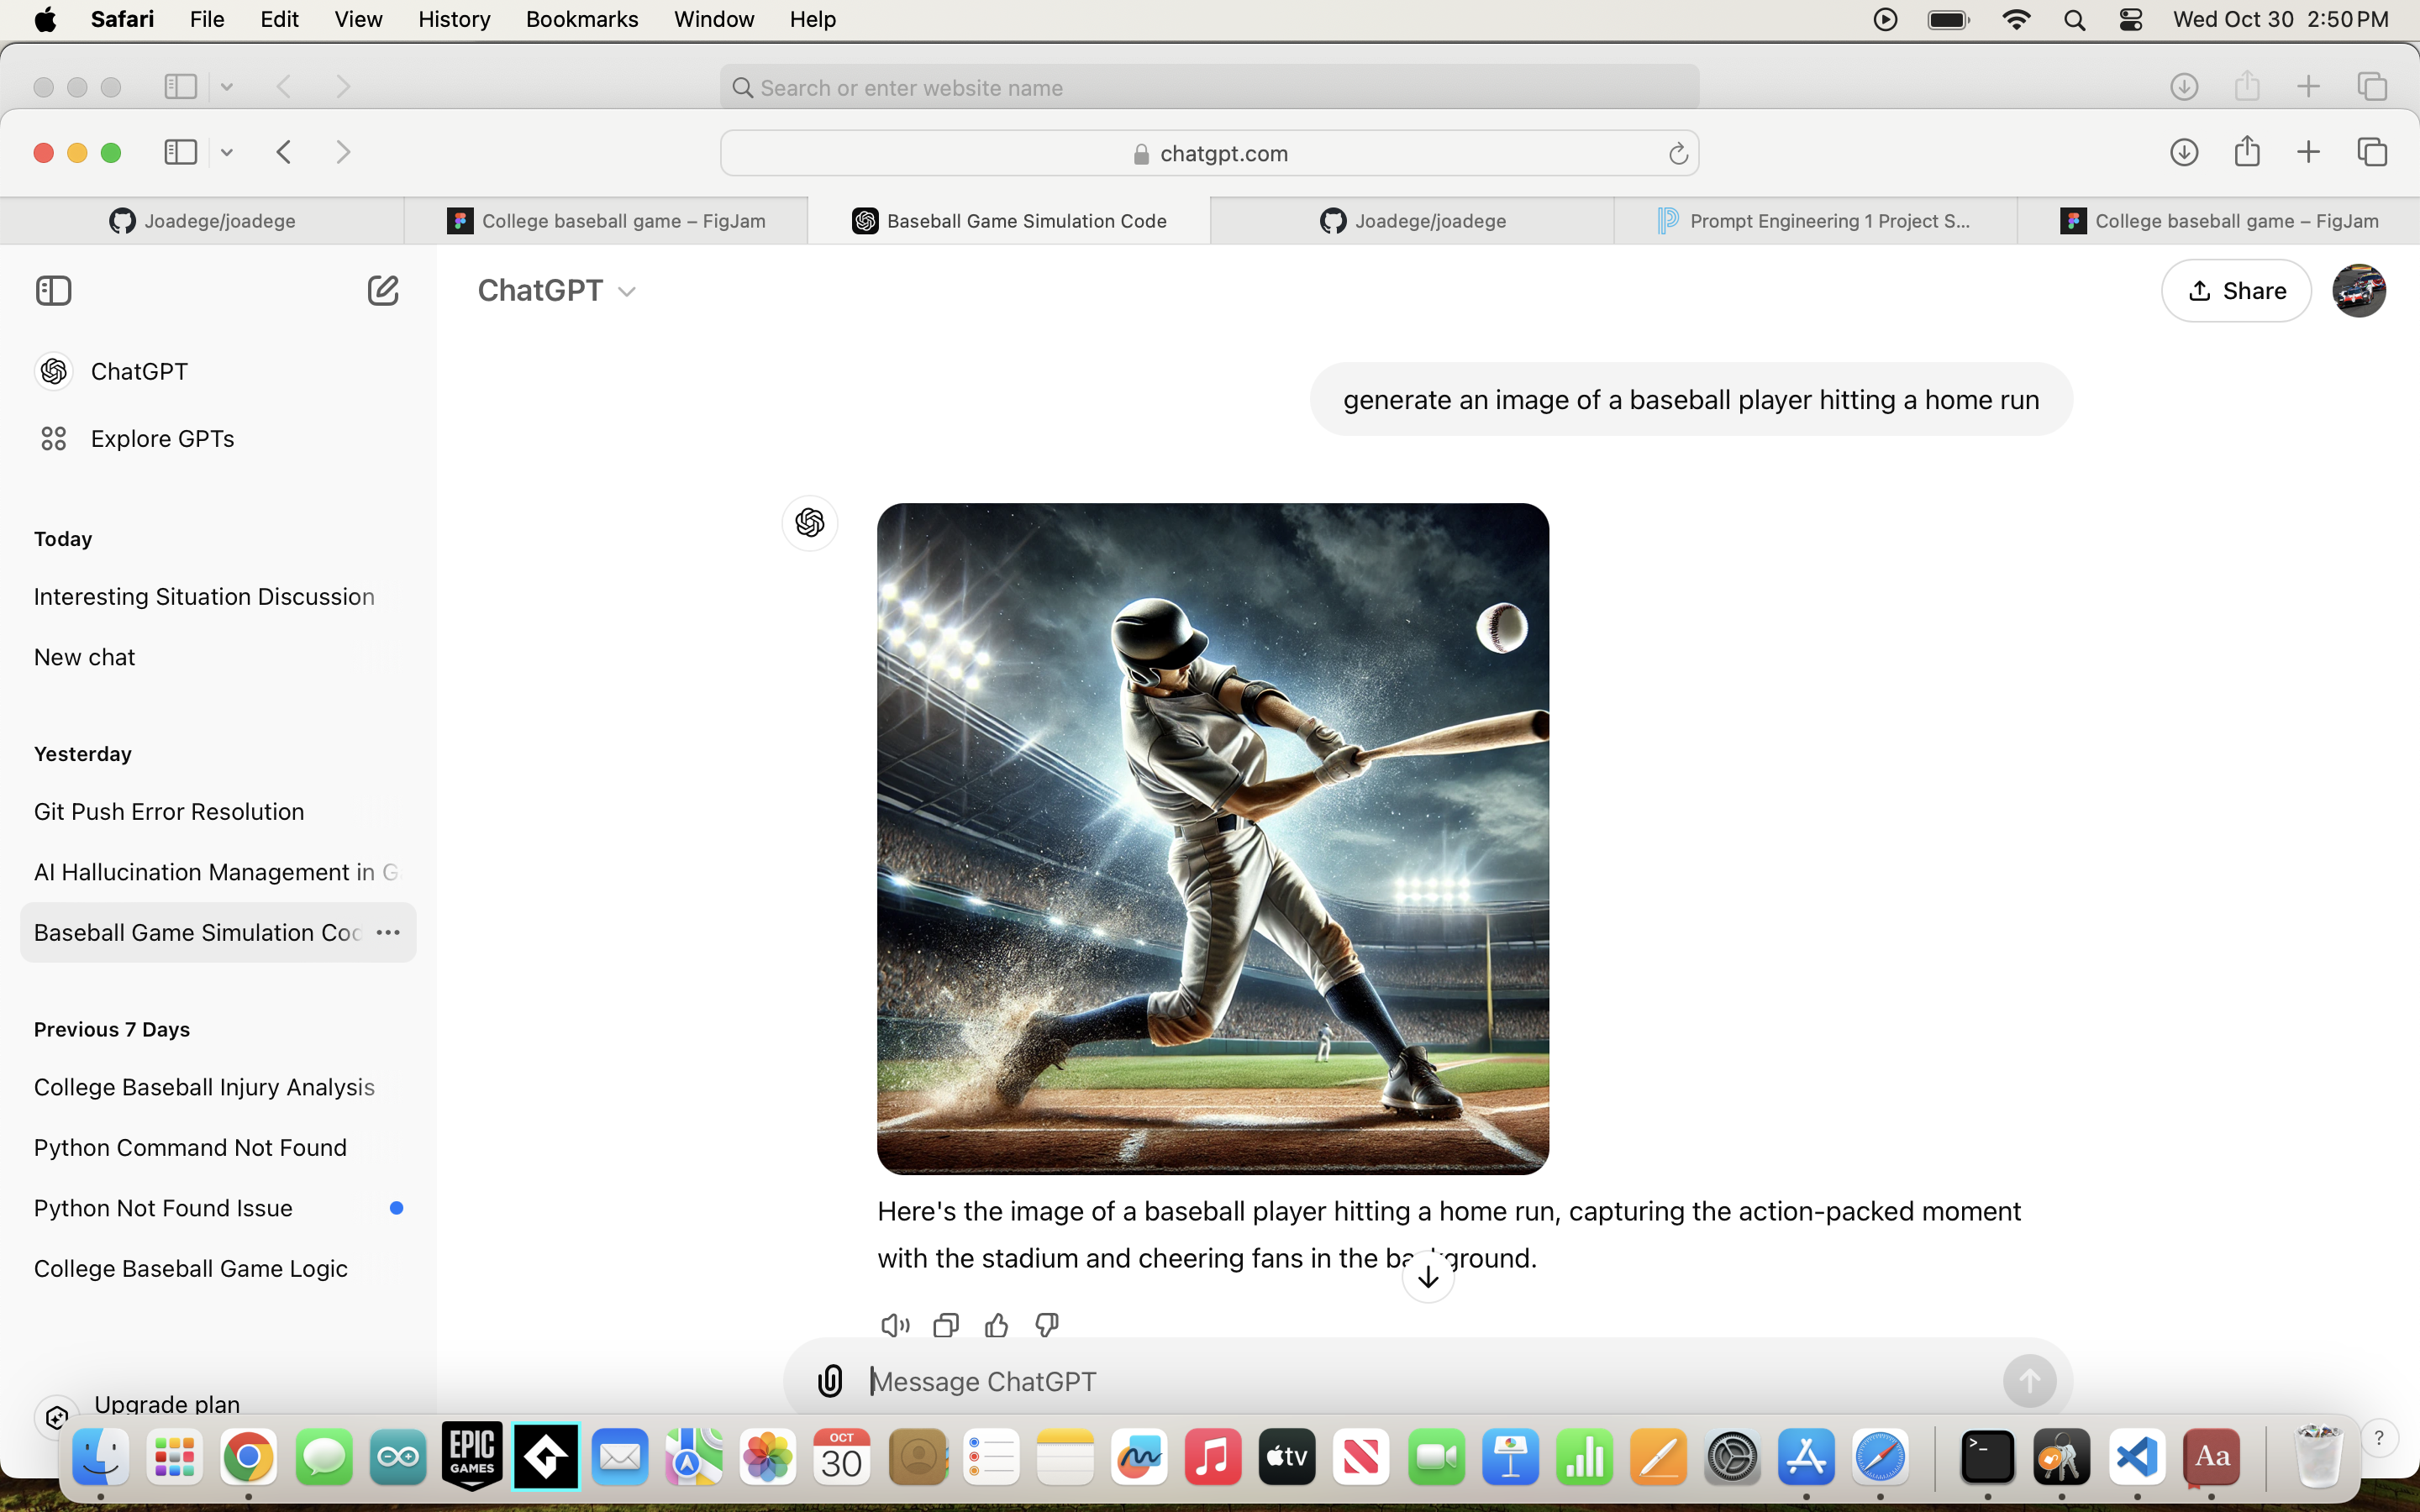 Safari File Edit View History Bookmarks Window Help Wed Oct 30 2:50 PM
Search or enter website name
chatgpt.com
Joadege/joadege
College baseball game – FigJam
Baseball Game Simulation Code
Joadege/joadege
Prompt Engineering 1 Project S...
College baseball game – FigJam
ChatGPT
Share
ChatGPT
Explore GPTs
Today
Interesting Situation Discussion
New chat
Yesterday
Git Push Error Resolution
AI Hallucination Management in G
Baseball Game Simulation Coc
Previous 7 Days
College Baseball Injury Analysis
Python Command Not Found
Python Not Found Issue
College Baseball Game Logic
Upgrade plan
generate an image of a baseball player hitting a home run
Here's the image of a baseball player hitting a home run, capturing the action-packed moment
with the stadium and cheering fans in the background.
Message ChatGPT
?
EPIC
GAMES
OCT
30
tv
Aa